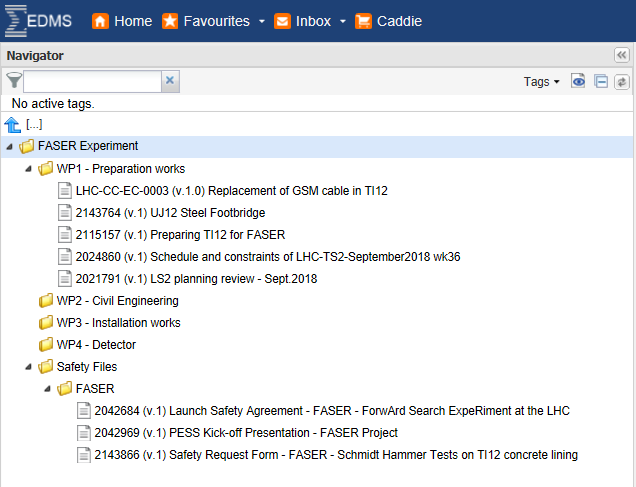 EDMS Home Favourites Inbox Caddie
Navigator
Tags
No active tags.
[...]
FASER Experiment
WP1 - Preparation works
LHC-CC-EC-0003 (v.1.0) Replacement of GSM cable in TI12
2143764 (v.1) UJ12 Steel Footbridge
2115157 (v.1) Preparing TI12 for FASER
2024860 (v.1) Schedule and constraints of LHC-TS2-September2018 wk36
2021791 (v.1) LS2 planning review - Sept.2018
WP2 - Civil Engineering
WP3 - Installation works
WP4 - Detector
Safety Files
FASER
2042684 (v.1) Launch Safety Agreement - FASER - ForwArd Search ExpeRiment at the LHC
2042969 (v.1) PESS Kick-off Presentation - FASER Project
2143866 (v.1) Safety Request Form - FASER - Schmidt Hammer Tests on TI12 concrete lining